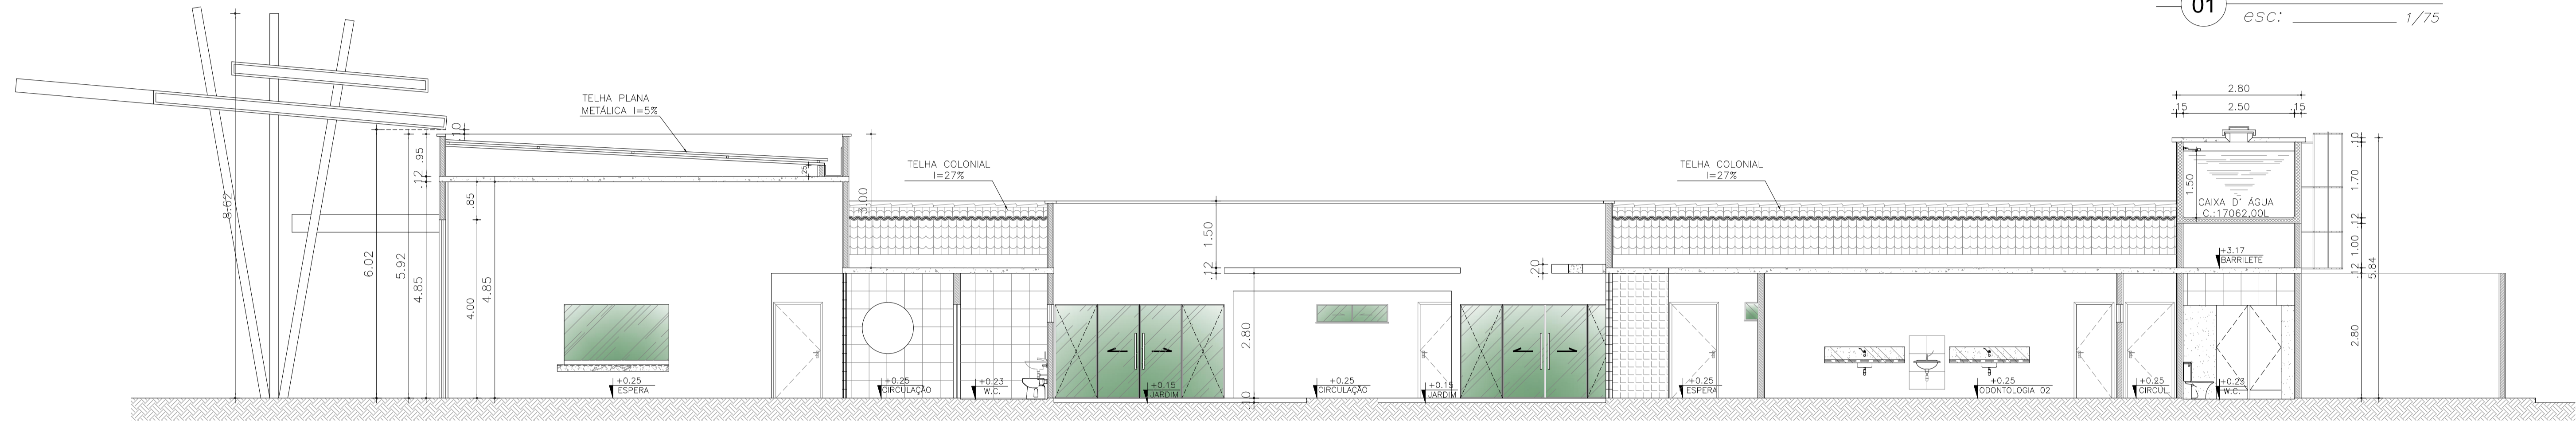 01
esc: 1/75
TELHA PLANA
METÁLICA I=5%
TELHA COLONIAL
I=27%
TELHA COLONIAL
I=27%
2.80
.15
2.50
.15
8.62
6.02
5.92
4.85
.12
.95
.10
4.00
.85
4.85
.25
3.00
1.50
.12
2.80
.10
.20
1.50
CAIXA D' ÁGUA
C.:17062,00L
+3.17
BARRILETE
.10
1.70
.12
1.00
.12
2.80
5.84
+0.25
ESPERA
+0.25
CIRCULAÇÃO
+0.23
W.C.
+0.15
JARDIM
+0.25
CIRCULAÇÃO
+0.15
JARDIM
+0.25
ESPERA
+0.25
ODONTOLOGIA 02
+0.25
CIRCUL.
+0.23
W.C.